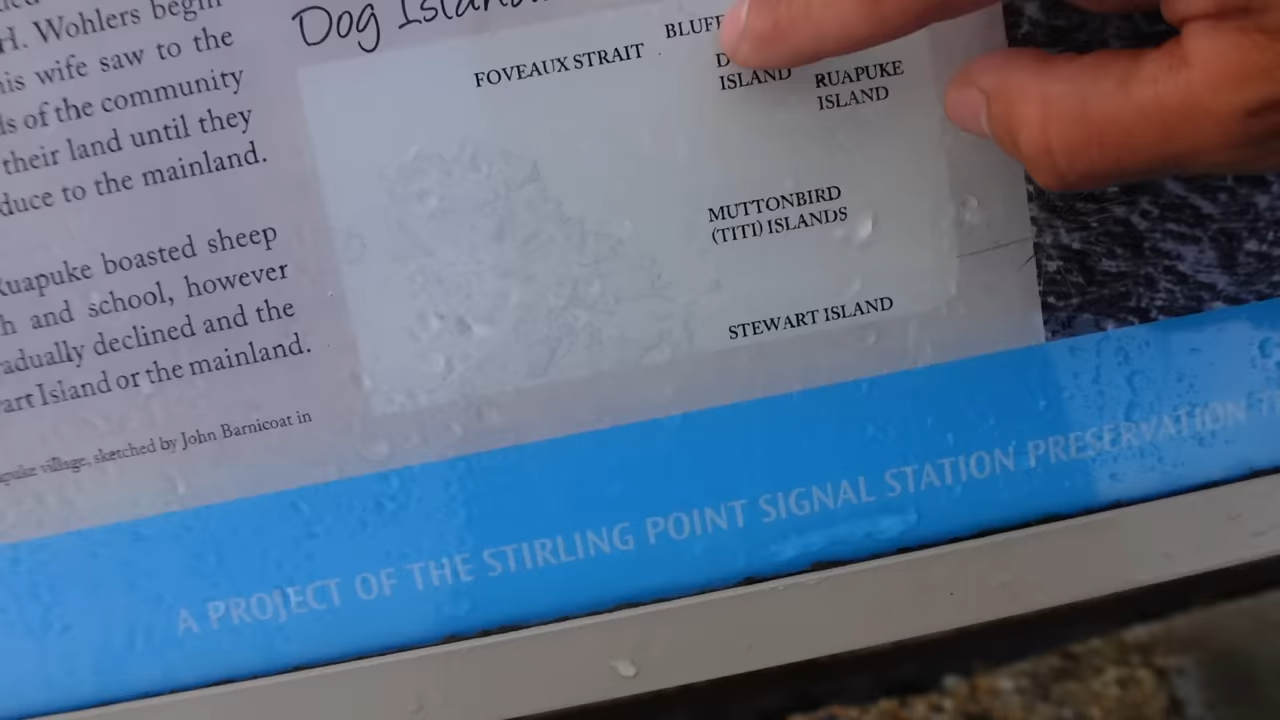 H. Wohlers begin
his wife saw to the
of the community
their land until they
to the mainland.
Ruapuke boasted sheep
and school, however
gradually declined and the
Island or the mainland.
village, sketched by John Barnicoat in
Dog Island
FOVEAUX STRAIT
BLUFF
ISLAND
RUAPUKE
ISLAND
MUTTONBIRD
(TITI) ISLANDS
STEWART ISLAND
A PROJECT OF THE STIRLING POINT SIGNAL STATION PRESERVATION